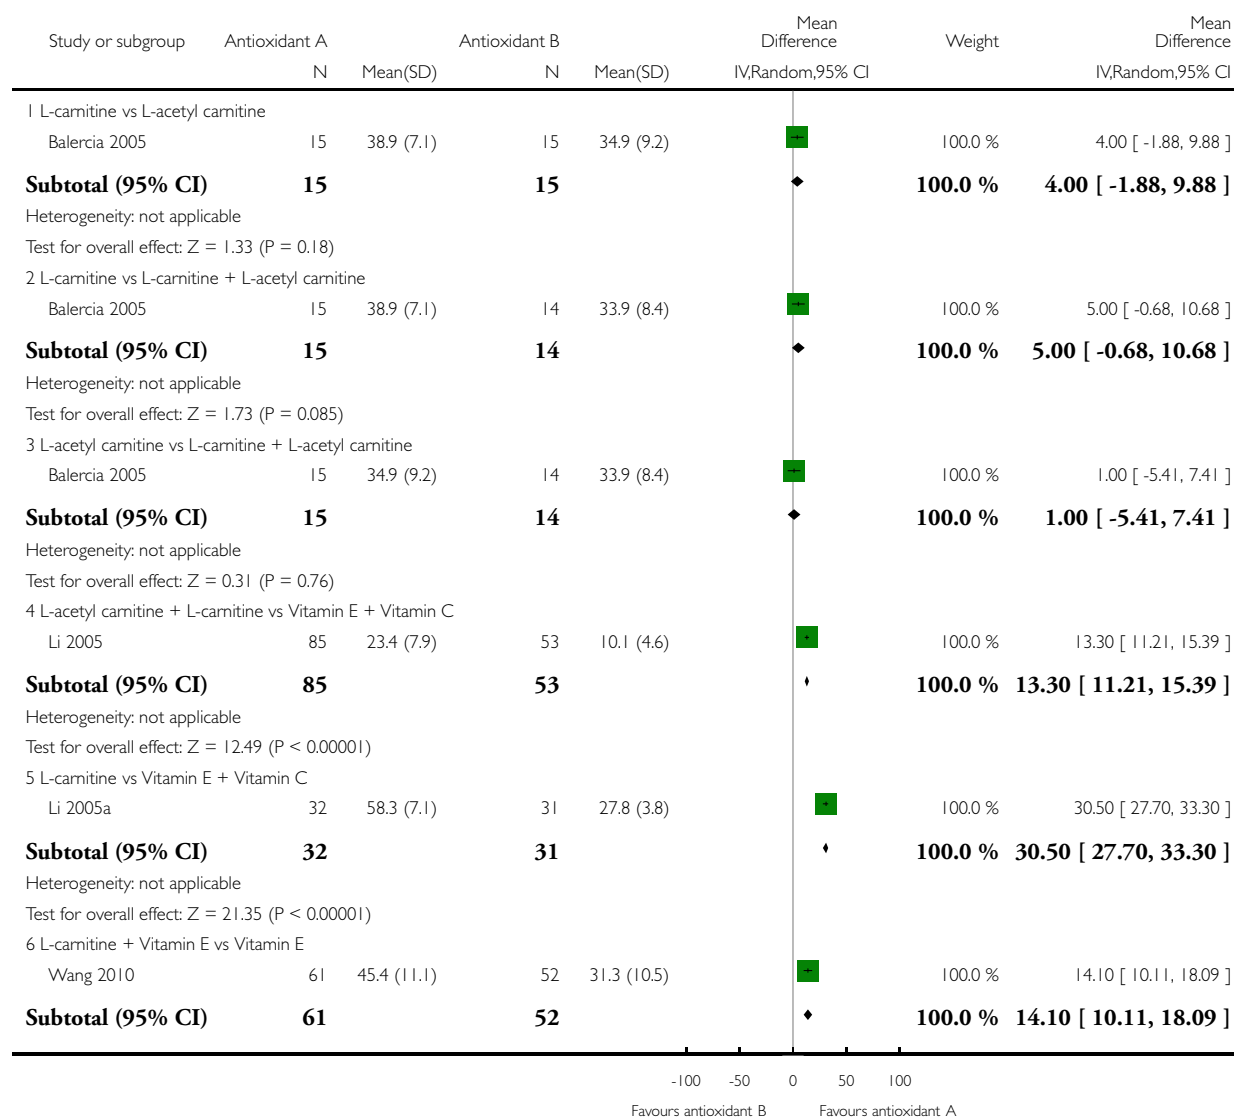 Study or subgroup Antioxidant A Antioxidant B Mean Difference Weight Mean Difference
N Mean(SD) N Mean(SD) IV,Random,95% CI IV,Random,95% CI
1 L-carnitine vs L-acetyl carnitine
Balercia 2005 15 38.9 (7.1) 15 34.9 (9.2) 100.0 % 4.00 [ -1.88, 9.88 ]
Subtotal (95% CI) 15 15 100.0 % 4.00 [ -1.88, 9.88 ]
Heterogeneity: not applicable
Test for overall effect: Z = 1.33 (P = 0.18)
2 L-carnitine vs L-carnitine + L-acetyl carnitine
Balercia 2005 15 38.9 (7.1) 14 33.9 (8.4) 100.0 % 5.00 [ -0.68, 10.68 ]
Subtotal (95% CI) 15 14 100.0 % 5.00 [ -0.68, 10.68 ]
Heterogeneity: not applicable
Test for overall effect: Z = 1.73 (P = 0.085)
3 L-acetyl carnitine vs L-carnitine + L-acetyl carnitine
Balercia 2005 15 34.9 (9.2) 14 33.9 (8.4) 100.0 % 1.00 [ -5.41, 7.41 ]
Subtotal (95% CI) 15 14 100.0 % 1.00 [ -5.41, 7.41 ]
Heterogeneity: not applicable
Test for overall effect: Z = 0.31 (P = 0.76)
4 L-acetyl carnitine + L-carnitine vs Vitamin E + Vitamin C
Li 2005 85 23.4 (7.9) 53 10.1 (4.6) 100.0 % 13.30 [ 11.21, 15.39 ]
Subtotal (95% CI) 85 53 100.0 % 13.30 [ 11.21, 15.39 ]
Heterogeneity: not applicable
Test for overall effect: Z = 12.49 (P < 0.00001)
5 L-carnitine vs Vitamin E + Vitamin C
Li 2005a 32 58.3 (7.1) 31 27.8 (3.8) 100.0 % 30.50 [ 27.70, 33.30 ]
Subtotal (95% CI) 32 31 100.0 % 30.50 [ 27.70, 33.30 ]
Heterogeneity: not applicable
Test for overall effect: Z = 21.35 (P < 0.00001)
6 L-carnitine + Vitamin E vs Vitamin E
Wang 2010 61 45.4 (11.1) 52 31.3 (10.5) 100.0 % 14.10 [ 10.11, 18.09 ]
Subtotal (95% CI) 61 52 100.0 % 14.10 [ 10.11, 18.09 ]
-100 -50 0 50 100
Favours antioxidant B Favours antioxidant A